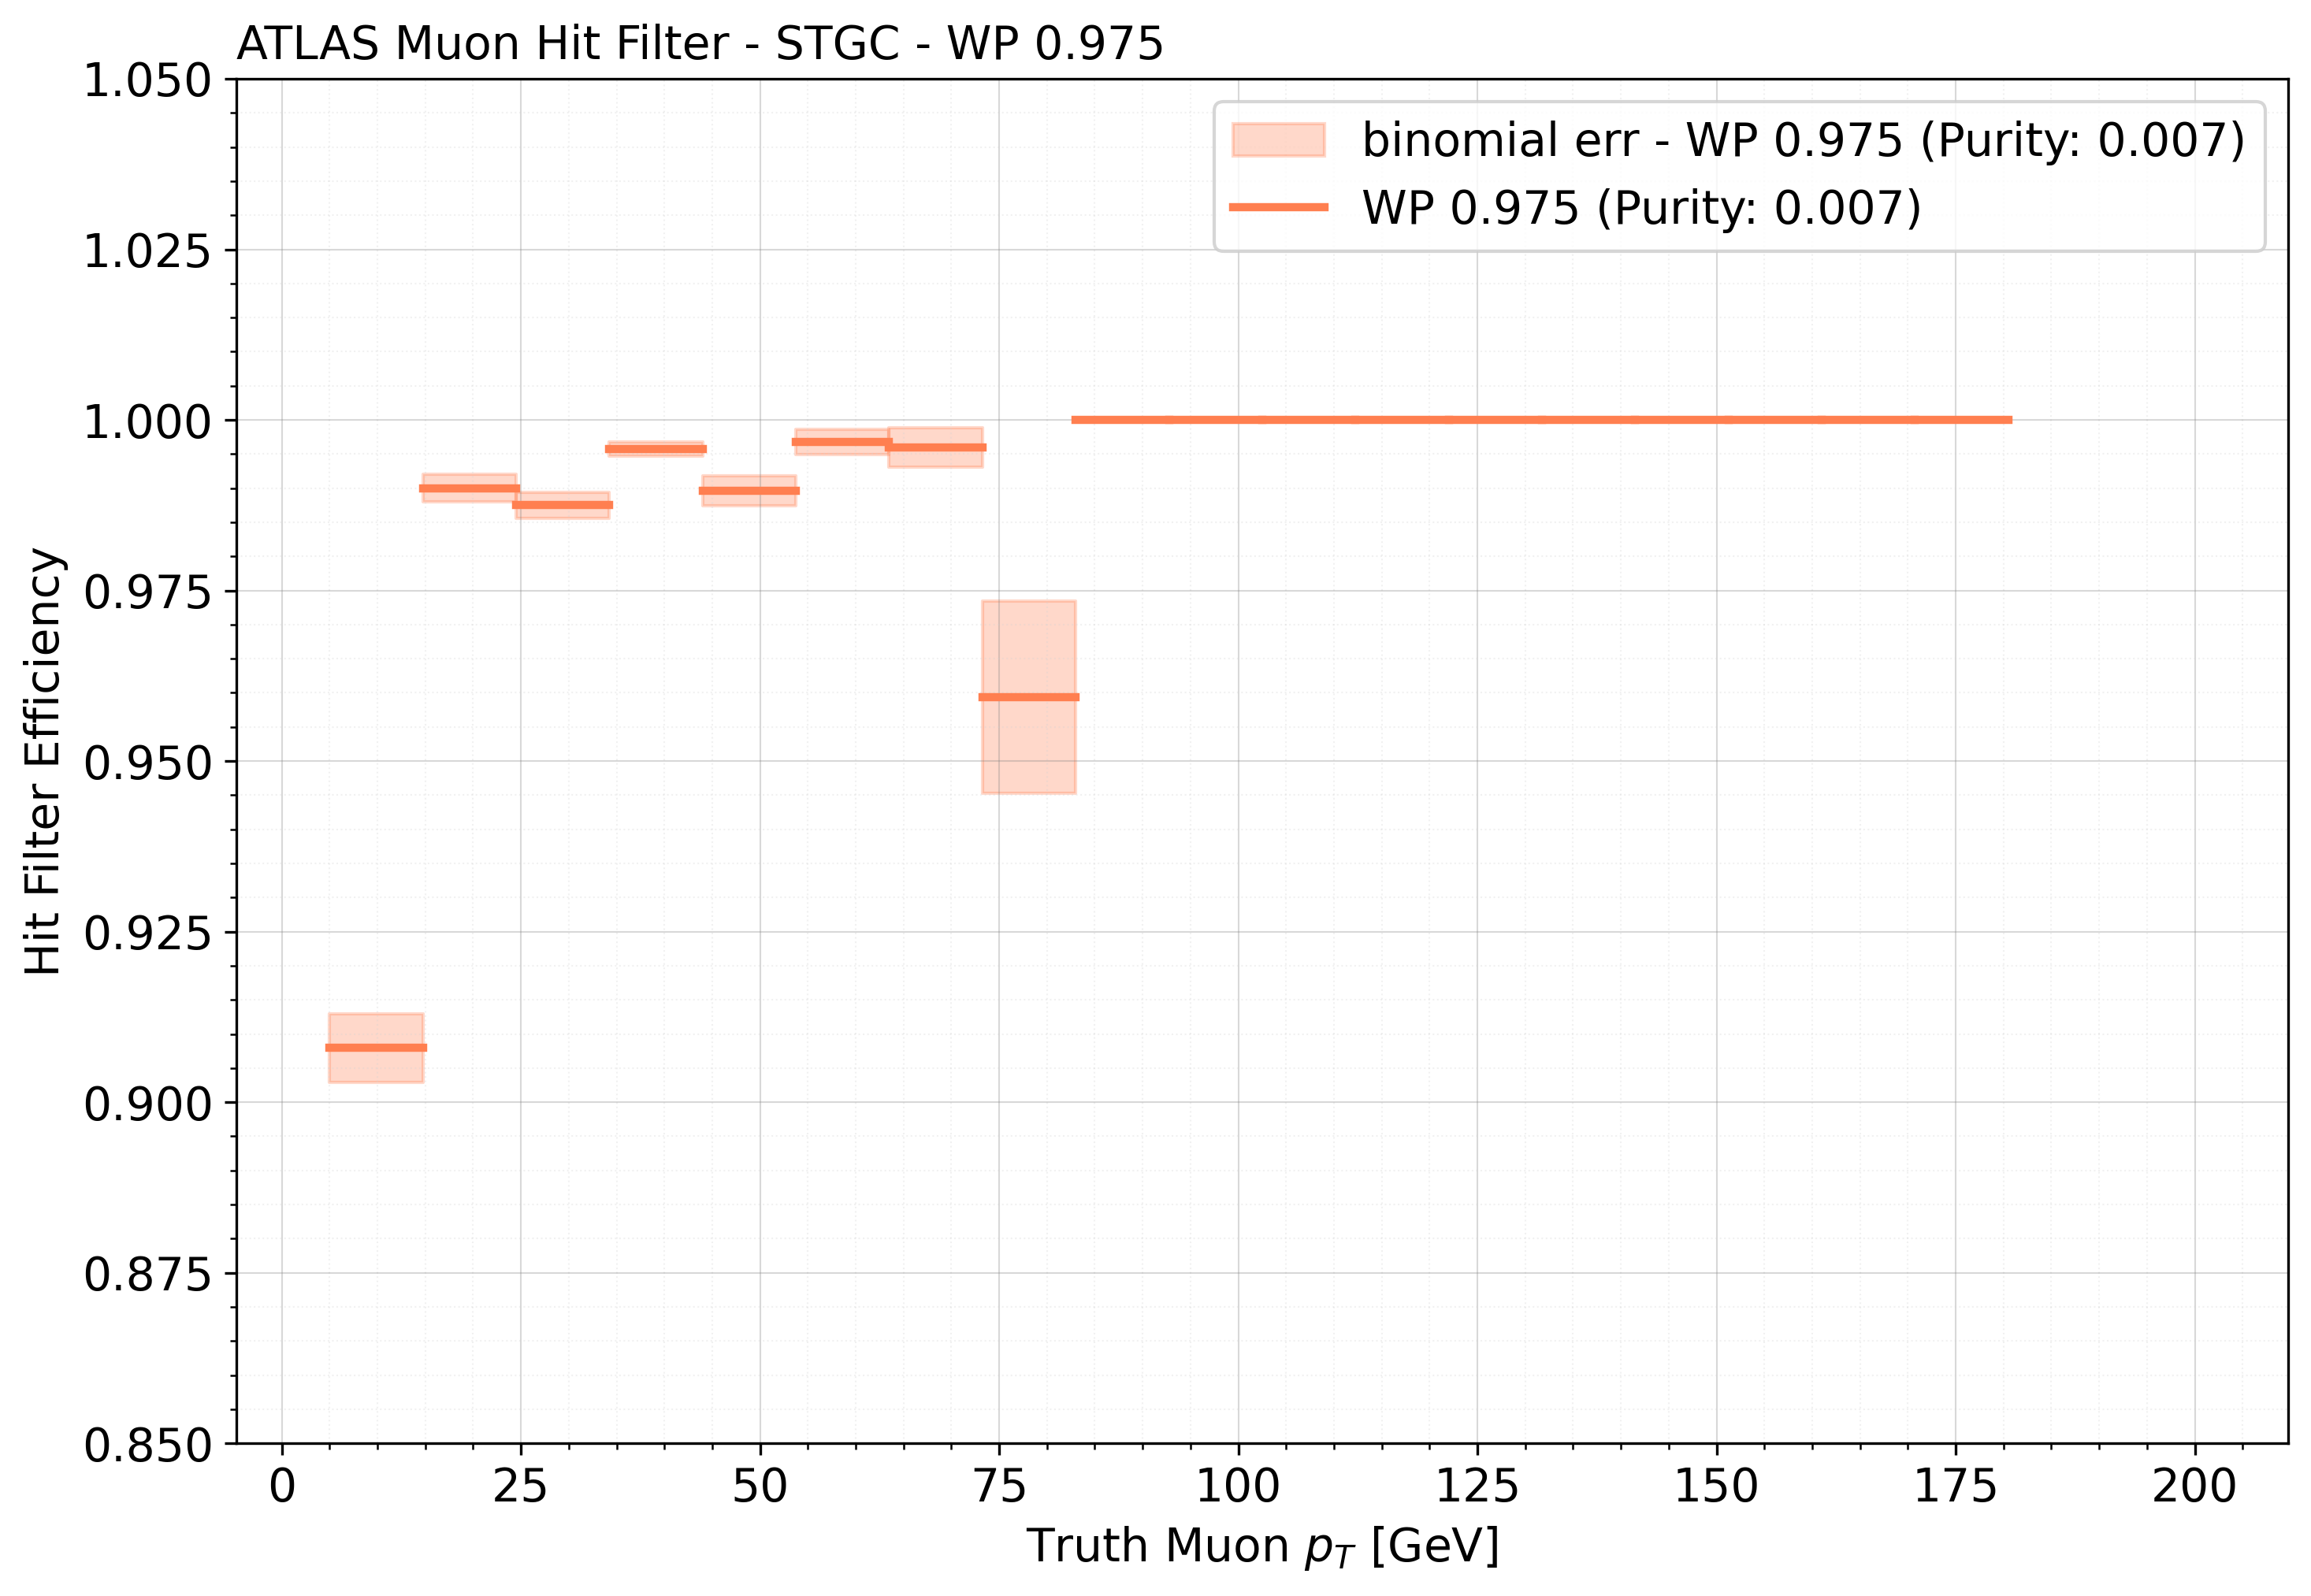 ATLAS Muon Hit Filter - STGC - WP 0.975
1.050
1.025
1.000
0.975
0.950
0.925
0.900
0.875
0.850
Hit Filter Efficiency
binomial err - WP 0.975 (Purity: 0.007)
WP 0.975 (Purity: 0.007)
0 25 50 75 100 125 150 175 200
Truth Muon p_T [GeV]